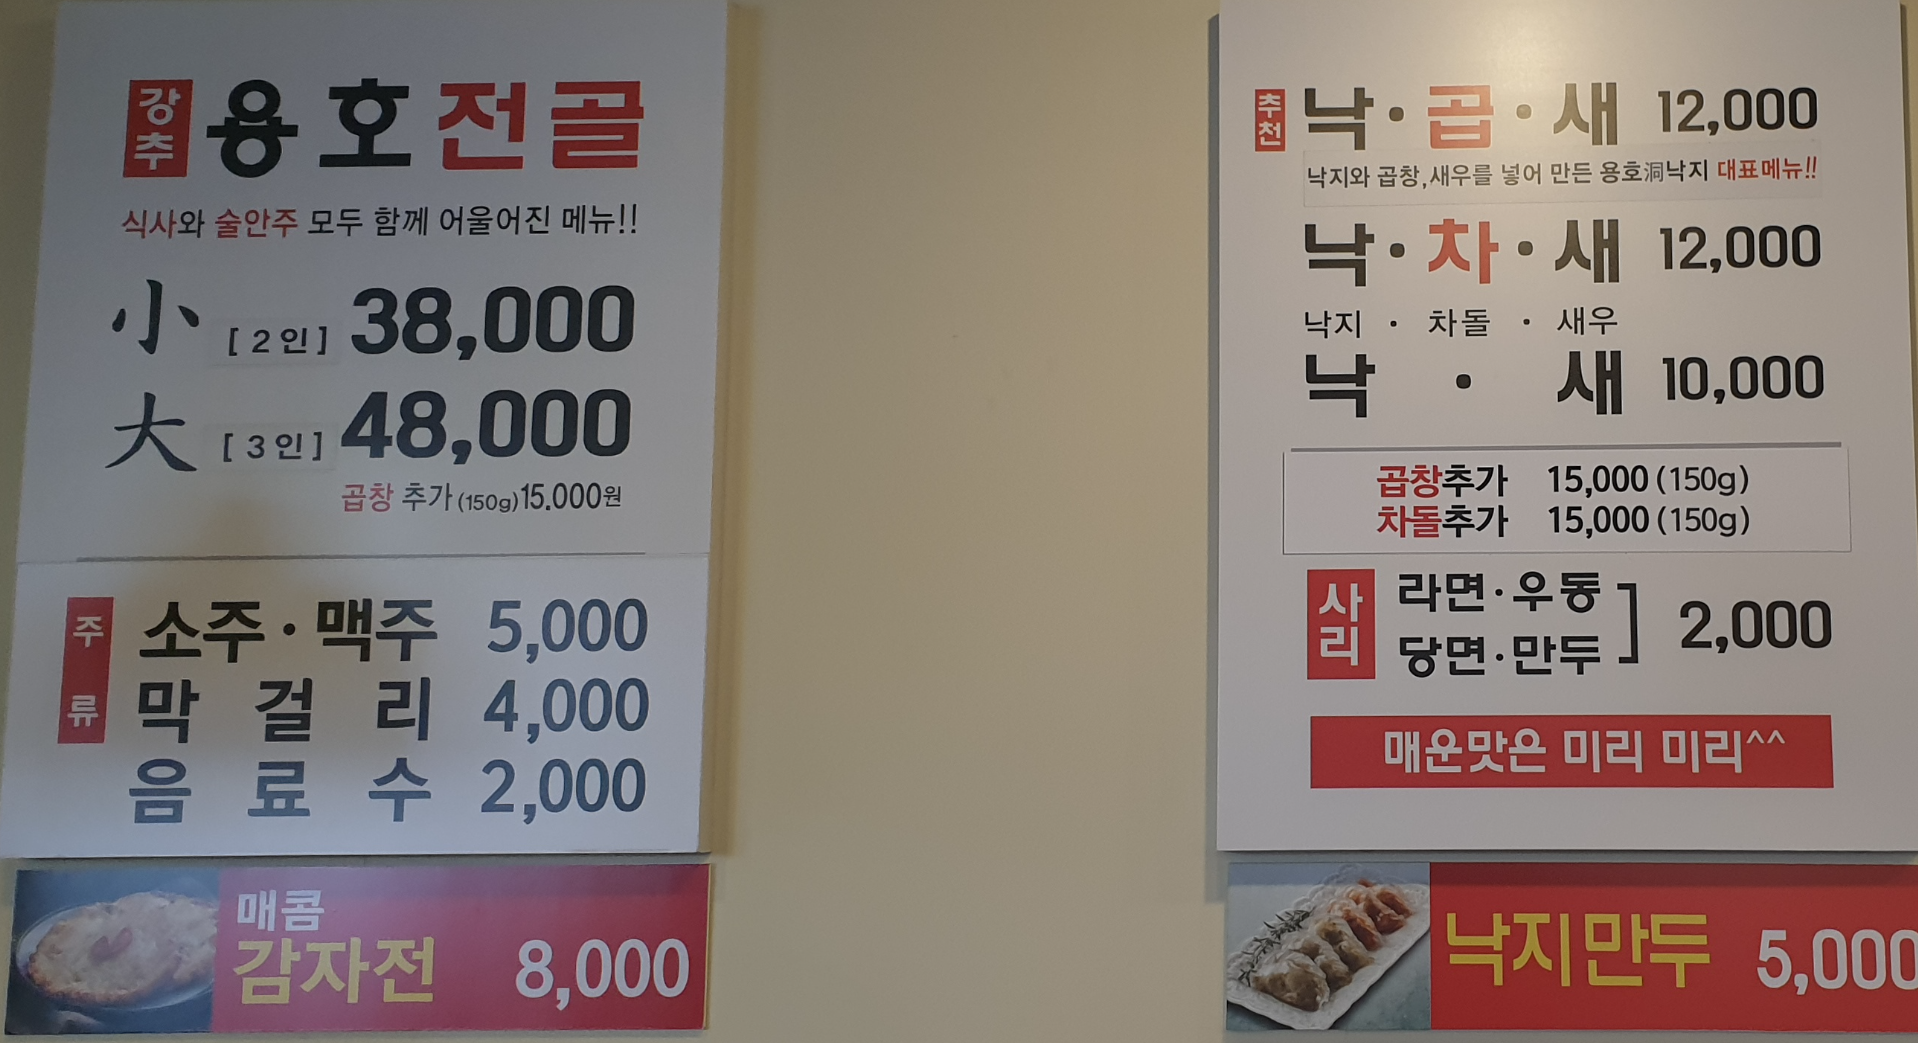 강추 용호전골
식사와 술안주 모두 함께 어울어진 메뉴!!
小 [2인] 38,000
大 [3인] 48,000
곱창 추가(150g)15.000원
주류
소주·맥주 5,000
막걸리 4,000
음료수 2,000
매콤
감자전 8,000
추천 낙·곱·새 12,000
낙지와 곱창,새우를 넣어 만든 용호洞낙지 대표메뉴!!
낙·차·새 12,000
낙지 · 차돌 · 새우
낙 · 새 10,000
곱창추가 15,000 (150g)
차돌추가 15,000 (150g)
사리
라면·우동
당면·만두 ] 2,000
매운맛은 미리 미리^^
낙지만두 5,000